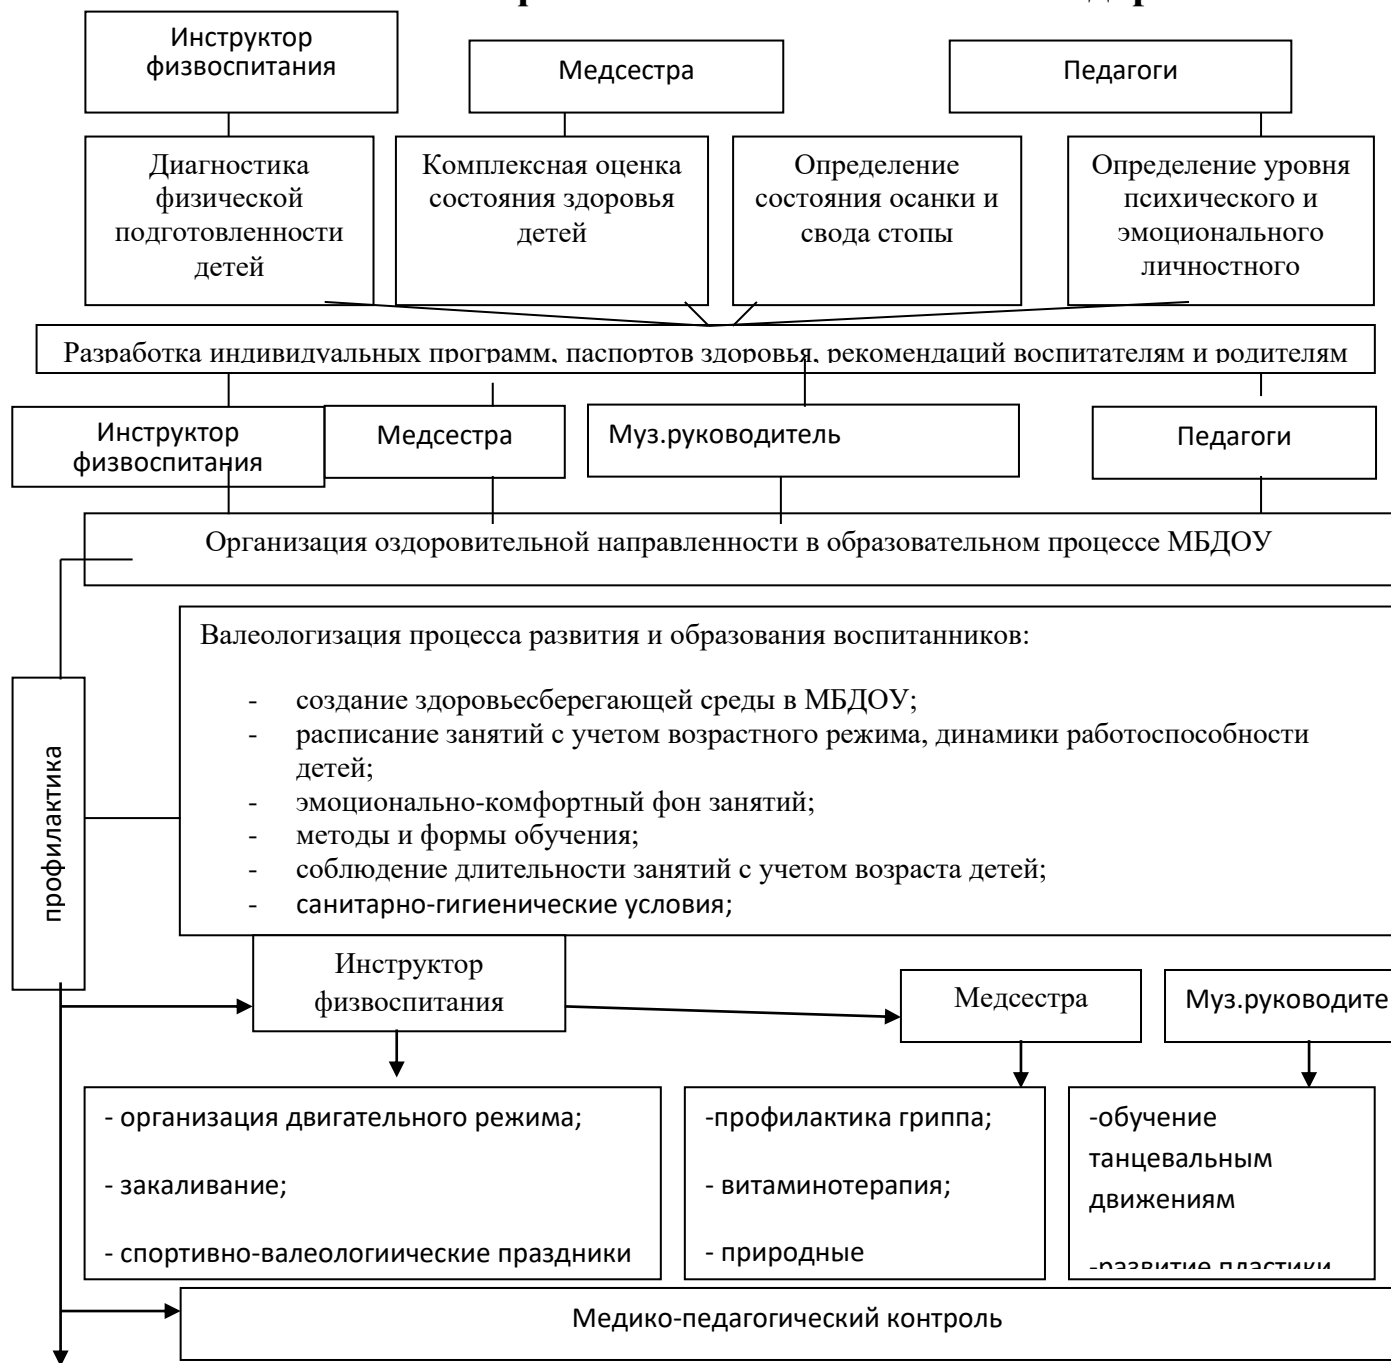 Инструктор
физвоспитания
Медсестра
Педагоги
Диагностика
физической
подготовленности
детей
Комплексная оценка
состояния здоровья
детей
Определение
состояния осанки и
свода стопы
Определение уровня
психического и
эмоционального
личностного
Разработка индивидуальных программ, паспортов здоровья, рекомендаций воспитателям и родителям
Инструктор
физвоспитания
Медсестра
Муз.руководитель
Педагоги
Организация оздоровительной направленности в образовательном процессе МБДОУ
профилактика
Валеологизация процесса развития и образования воспитанников:
- создание здоровьесберегающей среды в МБДОУ;
- расписание занятий с учетом возрастного режима, динамики работоспособности
детей;
- эмоционально-комфортный фон занятий;
- методы и формы обучения;
- соблюдение длительности занятий с учетом возраста детей;
- санитарно-гигиенические условия;
Инструктор
физвоспитания
Медсестра
Муз.руководите
- организация двигательного режима;
- закаливание;
- спортивно-валеологиические праздники
-профилактика гриппа;
- витаминотерапия;
- природные
-обучение
танцевальным
движениям
-развитие пластики
Медико-педагогический контроль